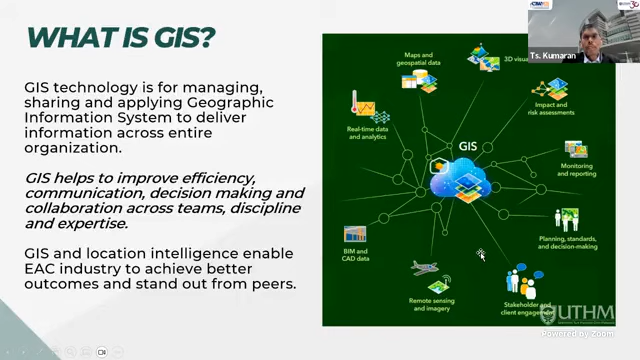 WHAT IS GIS?
GIS technology is for managing,
sharing and applying Geographic
Information System to deliver
information across entire
organization.
GIS helps to improve efficiency,
communication, decision making and
collaboration across teams, discipline
and expertise.
GIS and location intelligence enable
EAC industry to achieve better
outcomes and stand out from peers.
Maps and
geospatial data
3D visua
Impact and
risk assessments
Real-time data
and analytics
GIS
Monitoring
and reporting
Planning, standards,
and decision-making
BIM and
CAD data
Remote sensing
and imagery
Stakeholder and
client engagement
Ts. Kumaran
UTHM
Powered by Zoom